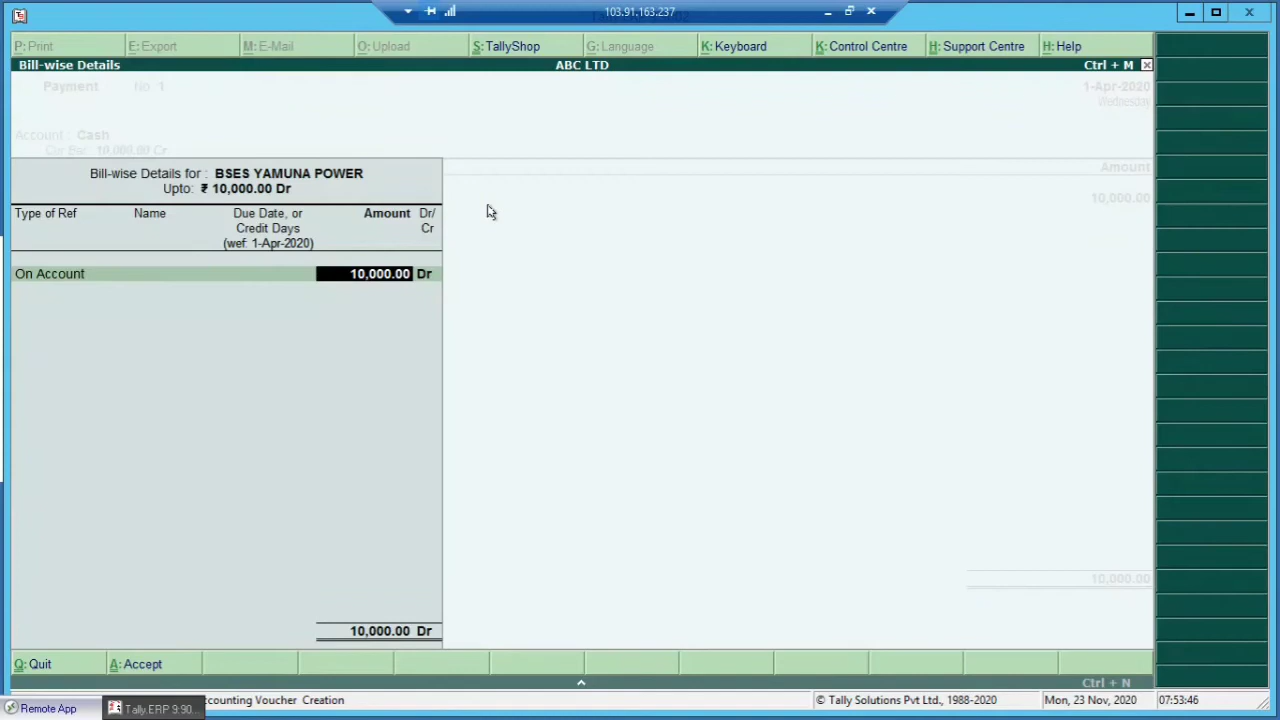 103.91.163.237
P: Print E: Export M: E-Mail O: Upload S: TallyShop G: Language K: Keyboard K: Control Centre H: Support Centre H: Help
Bill-wise Details ABC LTD Ctrl + M
Payment No. 1 1-Apr-2020
Wednesday
Account : Cash
Cur Bal: 10,000.00 Cr
Amount
Bill-wise Details for : BSES YAMUNA POWER
Upto: ₹ 10,000.00 Dr
10,000.00
Type of Ref Name Due Date, or Amount Dr/
Credit Days Cr
(wef: 1-Apr-2020)
On Account 10,000.00 Dr
10,000.00
10,000.00 Dr
Q: Quit A: Accept
Ctrl + N
counting Voucher Creation © Tally Solutions Pvt Ltd., 1988-2020 Mon, 23 Nov, 2020 07:53:46
Remote App Tally.ERP 9.90...